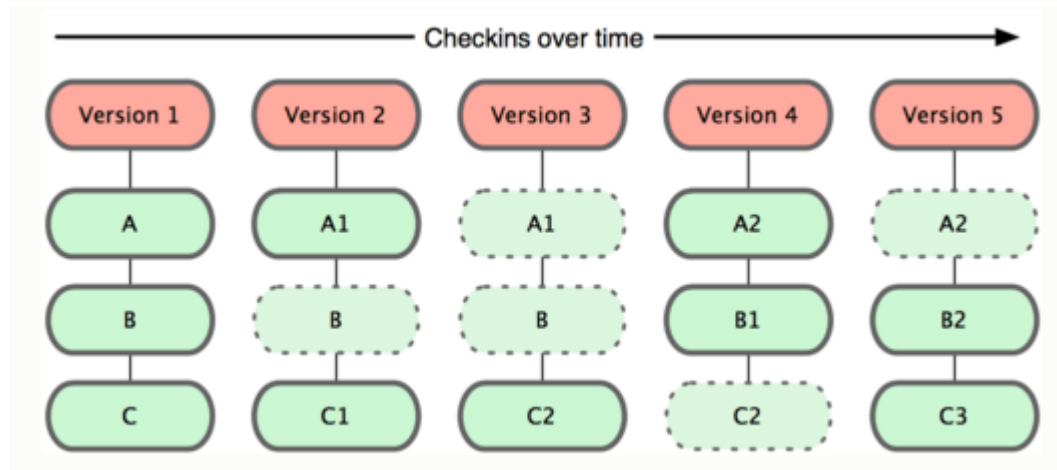 Checkins over time
Version 1 Version 2 Version 3 Version 4 Version 5
A A1 A1 A2 A2
B B B B1 B2
C C1 C2 C2 C3